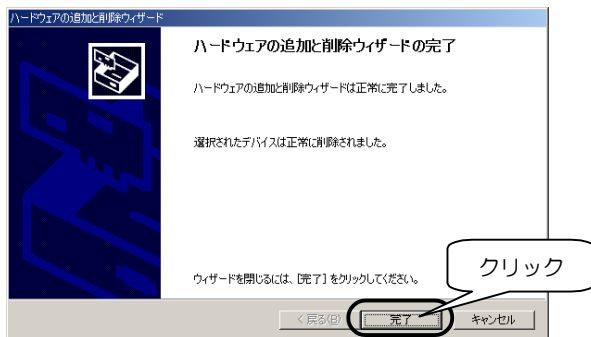 ハードウェアの追加と削除ウィザード
ハードウェアの追加と削除ウィザードの完了
ハードウェアの追加と削除ウィザードは正常に完了しました。
選択されたデバイスは正常に削除されました。
ウィザードを閉じるには、[完了] をクリックしてください。
クリック
< 戻る(B)
完了
キャンセル